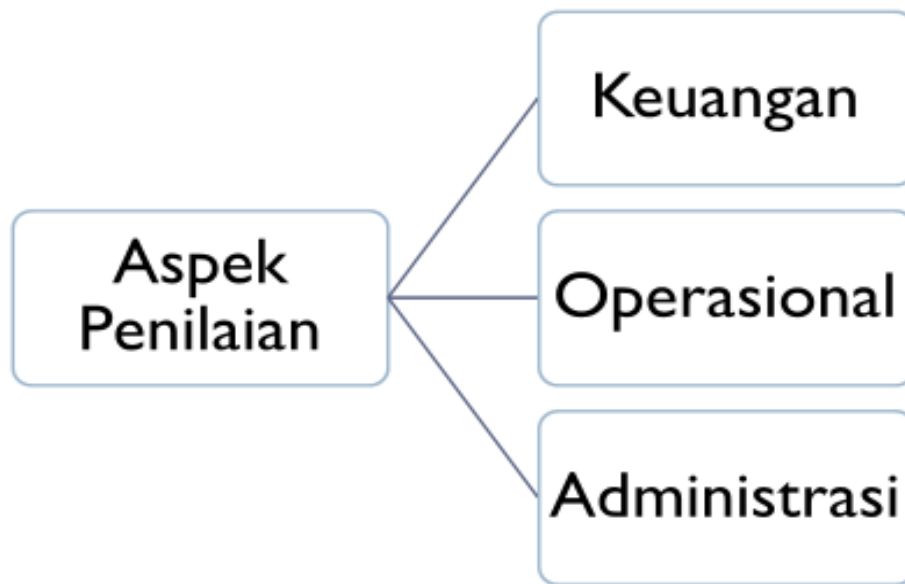 Keuangan
Aspek
Penilaian
Operasional
Administrasi